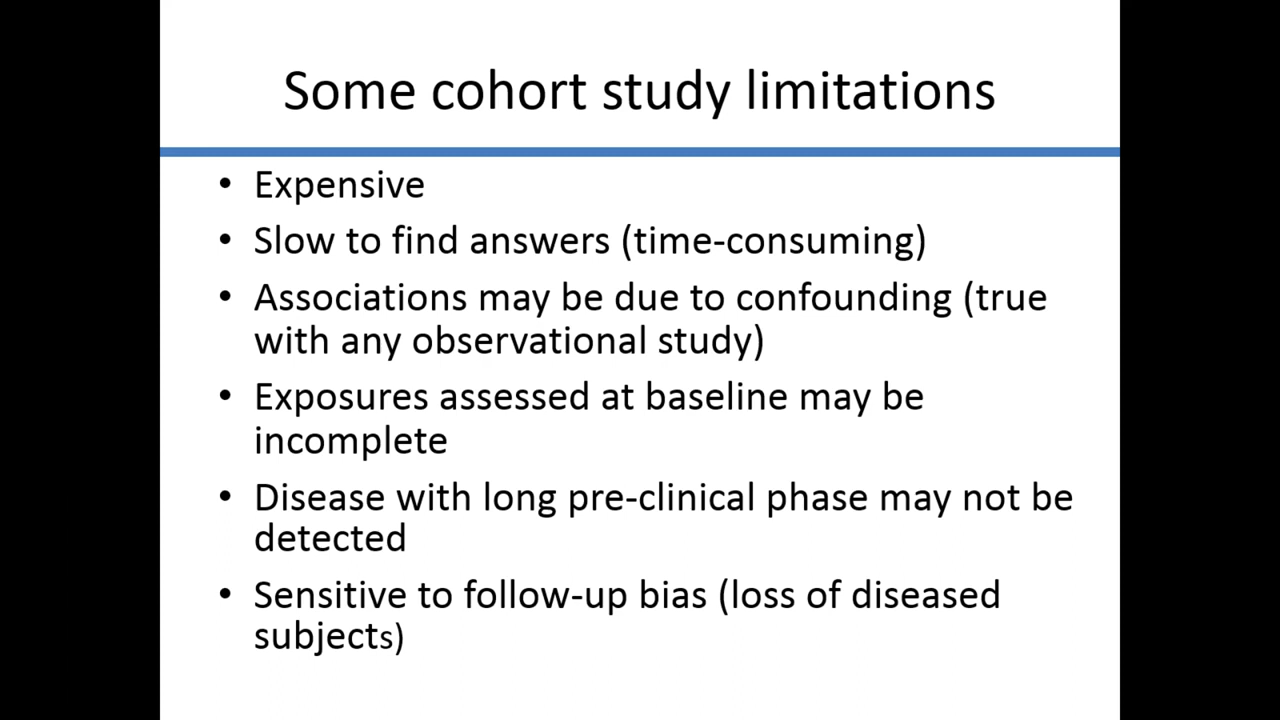 Some cohort study limitations
• Expensive
• Slow to find answers (time-consuming)
• Associations may be due to confounding (true
with any observational study)
• Exposures assessed at baseline may be
incomplete
• Disease with long pre-clinical phase may not be
detected
• Sensitive to follow-up bias (loss of diseased
subjects)